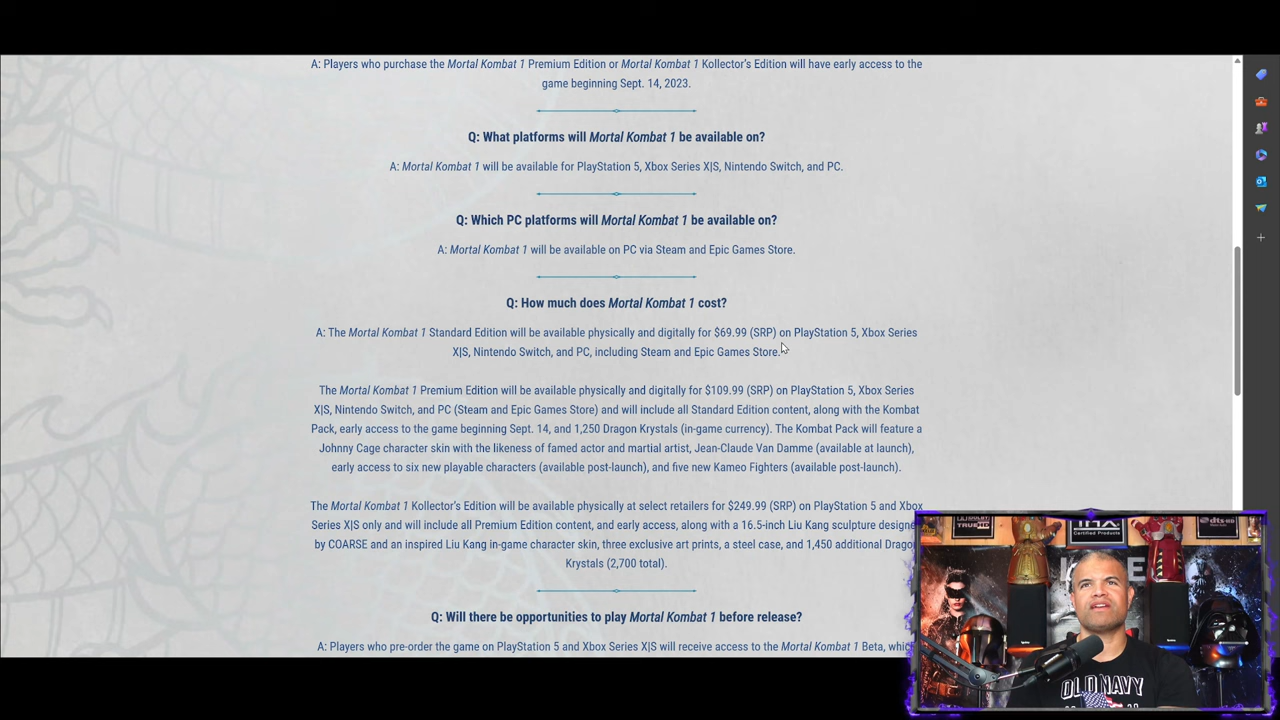 A: Players who purchase the Mortal Kombat 1 Premium Edition or Mortal Kombat 1 Kollector's Edition will have early access to the
game beginning Sept. 14, 2023.
Q: What platforms will Mortal Kombat 1 be available on?
A: Mortal Kombat 1 will be available for PlayStation 5, Xbox Series X|S, Nintendo Switch, and PC.
Q: Which PC platforms will Mortal Kombat 1 be available on?
A: Mortal Kombat 1 will be available on PC via Steam and Epic Games Store.
Q: How much does Mortal Kombat 1 cost?
A: The Mortal Kombat 1 Standard Edition will be available physically and digitally for $69.99 (SRP) on PlayStation 5, Xbox Series
X|S, Nintendo Switch, and PC, including Steam and Epic Games Store.
The Mortal Kombat 1 Premium Edition will be available physically and digitally for $109.99 (SRP) on PlayStation 5, Xbox Series
X|S, Nintendo Switch, and PC (Steam and Epic Games Store) and will include all Standard Edition content, along with the Kombat
Pack, early access to the game beginning Sept. 14, and 1,250 Dragon Krystals (in-game currency). The Kombat Pack will feature a
Johnny Cage character skin with the likeness of famed actor and martial artist, Jean-Claude Van Damme (available at launch),
early access to six new playable characters (available post-launch), and five new Kameo Fighters (available post-launch).
The Mortal Kombat 1 Kollector's Edition will be available physically at select retailers for $249.99 (SRP) on PlayStation 5 and Xbox
Series X|S only and will include all Premium Edition content, and early access, along with a 16.5-inch Liu Kang sculpture designe
by COARSE and an inspired Liu Kang in-game character skin, three exclusive art prints, a steel case, and 1,450 additional Drago
Krystals (2,700 total).
Q: Will there be opportunities to play Mortal Kombat 1 before release?
A: Players who pre-order the game on PlayStation 5 and Xbox Series X|S will receive access to the Mortal Kombat 1 Beta, whic
TRUEHD
Certified Products
dts-HD
OLD NAVY